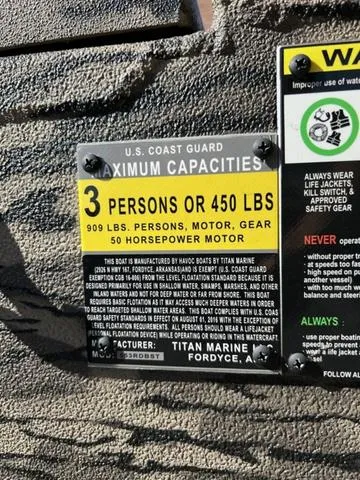 U.S. COAST GUARD
MAXIMUM CAPACITIES
3 PERSONS OR 450 LBS
909 LBS. PERSONS, MOTOR, GEAR
50 HORSEPOWER MOTOR
THIS BOAT IS MANUFACTURED BY HAVOC BOATS BY TITAN MARINE
(2926 N HWY 167, FORDYCE, ARKANSAS) AND IS EXEMPT (U.S. COAST GUARD
EXEMPTION CGB 16-006) FROM THE LEVEL FLOATATION STANDARD BECAUSE IT IS
DESIGNED PRIMARILY FOR USE IN SHALLOW WATER, SWAMPS, MARSHES, AND OTHER
INLAND WATERS AND NOT FOR DEEP WATER OR FAR FROM SHORE. THIS BOAT
REQUIRES BASIC FLOTATION AS IT MAY ACCESS MUCH DEEPER WATERS IN ORDER
TO REACH TARGETED SHALLOW WATER AREAS. THIS BOAT COMPLIES WITH U.S. COAST
GUARD SAFETY STANDARDS IN EFFECT ON AUGUST 01, 2016 WITH THE EXCEPTION OF
LEVEL FLOATATION REQUIREMENTS. ALL PERSONS SHOULD WEAR A LIFEJACKET
FLOATATION DEVICE) WHILE OPERATING OR RIDING IN THIS WATERCRAFT.
TITAN MARINE
FORDYCE,
WA
Improper use of wate
ALWAYS WEAR
LIFE JACKETS,
KILL SWITCH, &
APPROVED
SAFETY GEAR
NEVER operat
- without proper tra
- at speeds too fas
- high speed on p
another vessel)
- with too much w
balance and stee
ALWAYS :
- use proper boatin
speeds to prevent
wear a life jacket a
FOLLOW AL